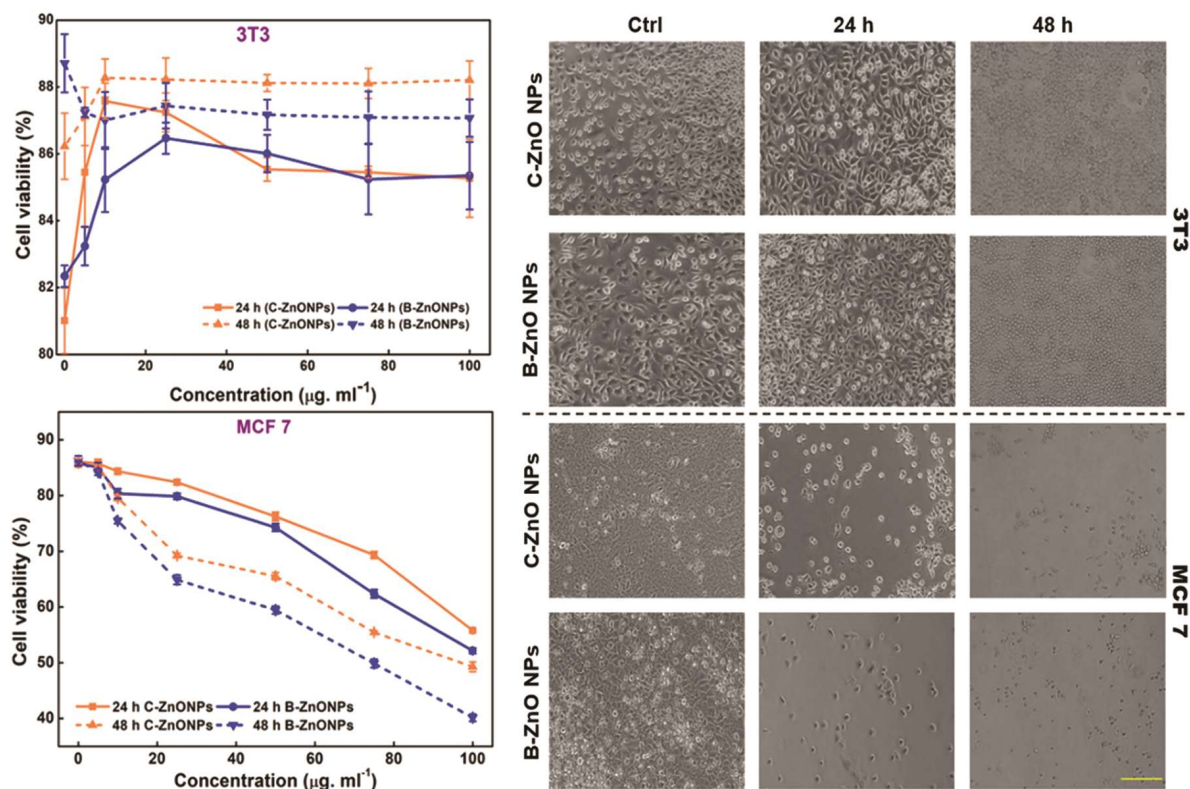 3T3
Cell viability (%)
90
88
86
84
82
80
24 h (C-ZnONPs) 24 h (B-ZnONPs)
48 h (C-ZnONPs) 48 h (B-ZnONPs)
0 20 40 60 80 100
Concentration (μg. ml⁻¹)
MCF 7
Cell viability (%)
90
80
70
60
50
40
24 h C-ZnONPs 24 h B-ZnONPs
48 h C-ZnONPs 48 h B-ZnONPs
0 20 40 60 80 100
Concentration (μg. ml⁻¹)
Ctrl 24 h 48 h
C-ZnO NPs
B-ZnO NPs
3T3
C-ZnO NPs
B-ZnO NPs
MCF 7